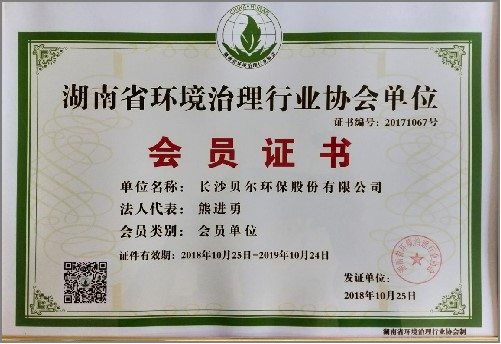 湖南省环境治理行业协会单位
证书编号：20171067号
会员证书
单位名称： 长沙贝尔环保股份有限公司
法人代表： 熊进勇
会员类别： 会员单位
证件有效期：2018年10月25日-2019年10月24日
发证单位：
2018年10月25日
湖南省环境治理行业协会制